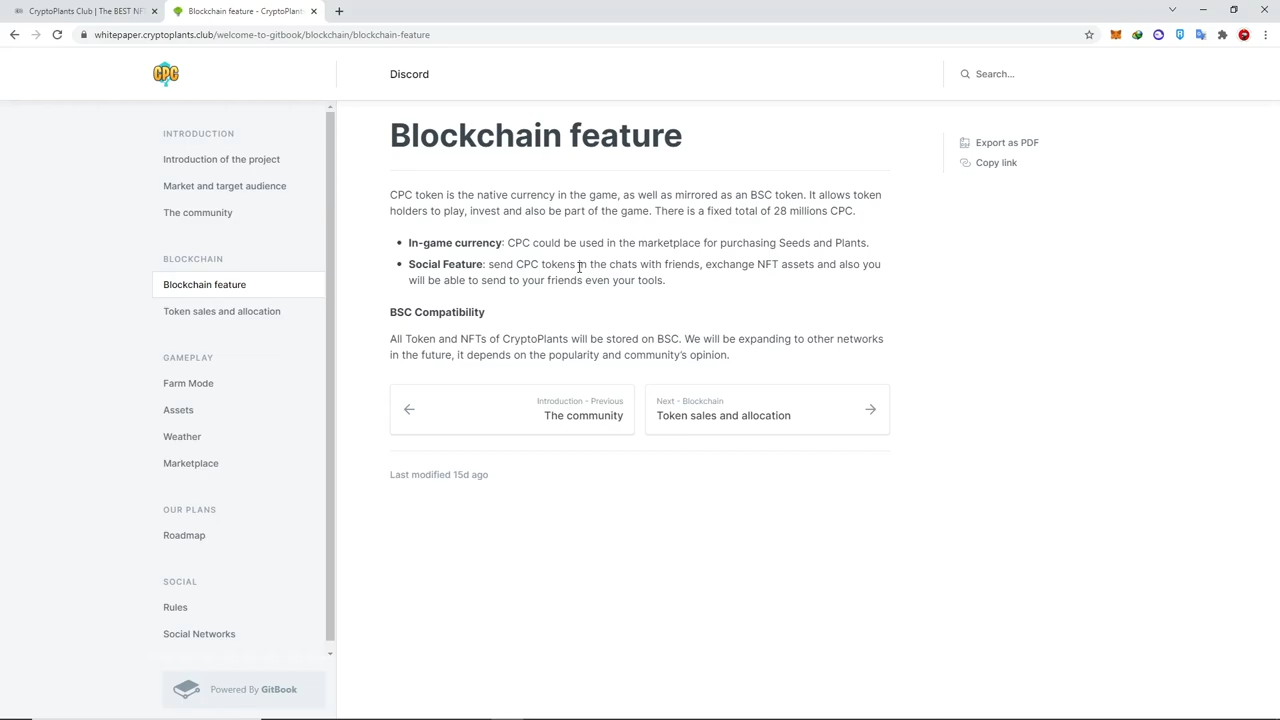 CryptoPlants Club | The BEST NF
Blockchain feature - CryptoPlant
whitepaper.cryptoplants.club/welcome-to-gitbook/blockchain/blockchain-feature
CPC
Discord
Search...
INTRODUCTION
Introduction of the project
Market and target audience
The community
BLOCKCHAIN
Blockchain feature
Token sales and allocation
GAMEPLAY
Farm Mode
Assets
Weather
Marketplace
OUR PLANS
Roadmap
SOCIAL
Rules
Social Networks
Powered By GitBook
Blockchain feature
CPC token is the native currency in the game, as well as mirrored as an BSC token. It allows token
holders to play, invest and also be part of the game. There is a fixed total of 28 millions CPC.
• In-game currency: CPC could be used in the marketplace for purchasing Seeds and Plants.
• Social Feature: send CPC tokens in the chats with friends, exchange NFT assets and also you
will be able to send to your friends even your tools.
BSC Compatibility
All Token and NFTs of CryptoPlants will be stored on BSC. We will be expanding to other networks
in the future, it depends on the popularity and community's opinion.
Introduction - Previous
The community
Next - Blockchain
Token sales and allocation
Last modified 15d ago
Export as PDF
Copy link